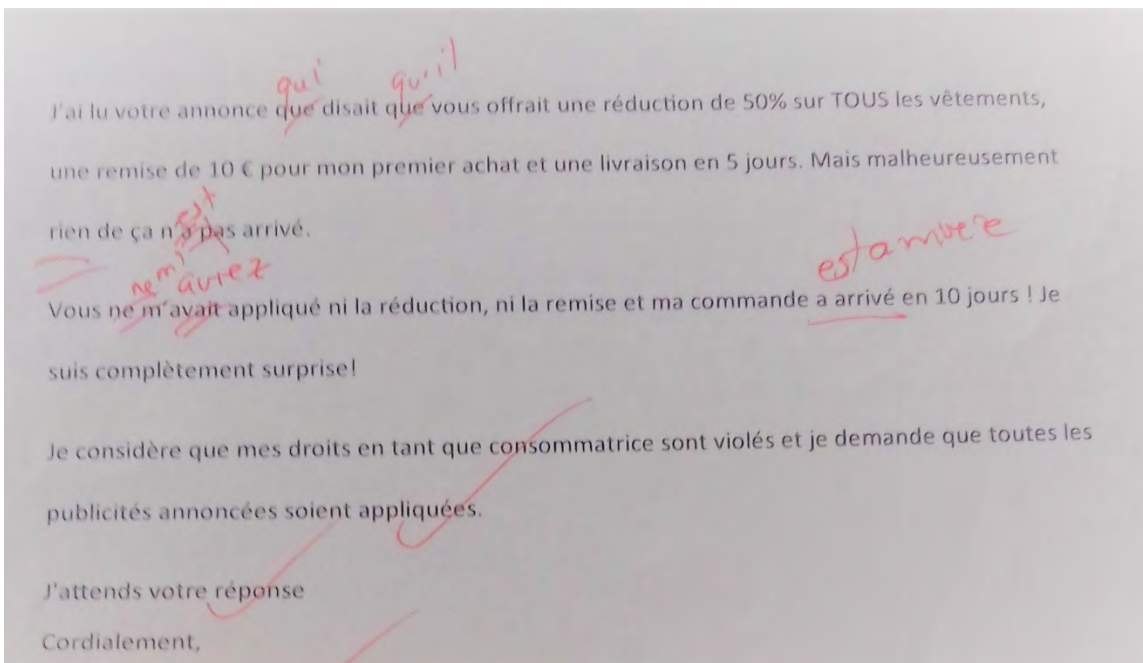 qui qu'il
J'ai lu votre annonce que disait que vous offrait une réduction de 50% sur TOUS les vêtements,
une remise de 10 € pour mon premier achat et une livraison en 5 jours. Mais malheureusement
est
rien de ça n'a pas arrivé.
ne m'aviez est arrivée
Vous ne m'avait appliqué ni la réduction, ni la remise et ma commande a arrivé en 10 jours ! Je
suis complètement surprise!
Je considère que mes droits en tant que consommatrice sont violés et je demande que toutes les
publicités annoncées soient appliquées.
J'attends votre réponse
Cordialement,